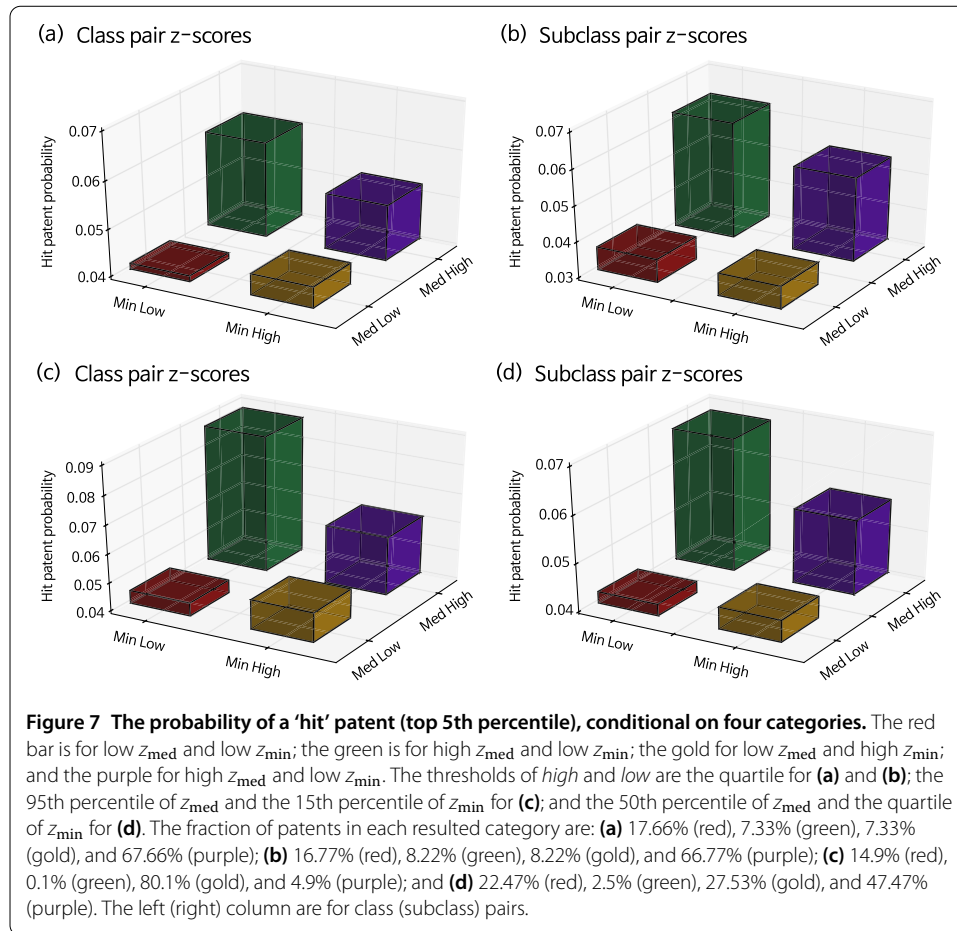 (a) Class pair z-scores
Hit patent probability
0.07
0.06
0.05
0.04
Min Low
Min High
Med Low
Med High
(b) Subclass pair z-scores
Hit patent probability
0.07
0.06
0.05
0.04
0.03
Min Low
Min High
Med Low
Med High
(c) Class pair z-scores
Hit patent probability
0.09
0.08
0.07
0.06
0.05
0.04
Min Low
Min High
Med Low
Med High
(d) Subclass pair z-scores
Hit patent probability
0.07
0.06
0.05
0.04
Min Low
Min High
Med Low
Med High
Figure 7 The probability of a ‘hit’ patent (top 5th percentile), conditional on four categories. The red
bar is for low z_med and low z_min; the green is for high z_med and low z_min; the gold for low z_med and high z_min;
and the purple for high z_med and low z_min. The thresholds of high and low are the quartile for (a) and (b); the
95th percentile of z_med and the 15th percentile of z_min for (c); and the 50th percentile of z_med and the quartile
of z_min for (d). The fraction of patents in each resulted category are: (a) 17.66% (red), 7.33% (green), 7.33%
(gold), and 67.66% (purple); (b) 16.77% (red), 8.22% (green), 8.22% (gold), and 66.77% (purple); (c) 14.9% (red),
0.1% (green), 80.1% (gold), and 4.9% (purple); and (d) 22.47% (red), 2.5% (green), 27.53% (gold), and 47.47%
(purple). The left (right) column are for class (subclass) pairs.